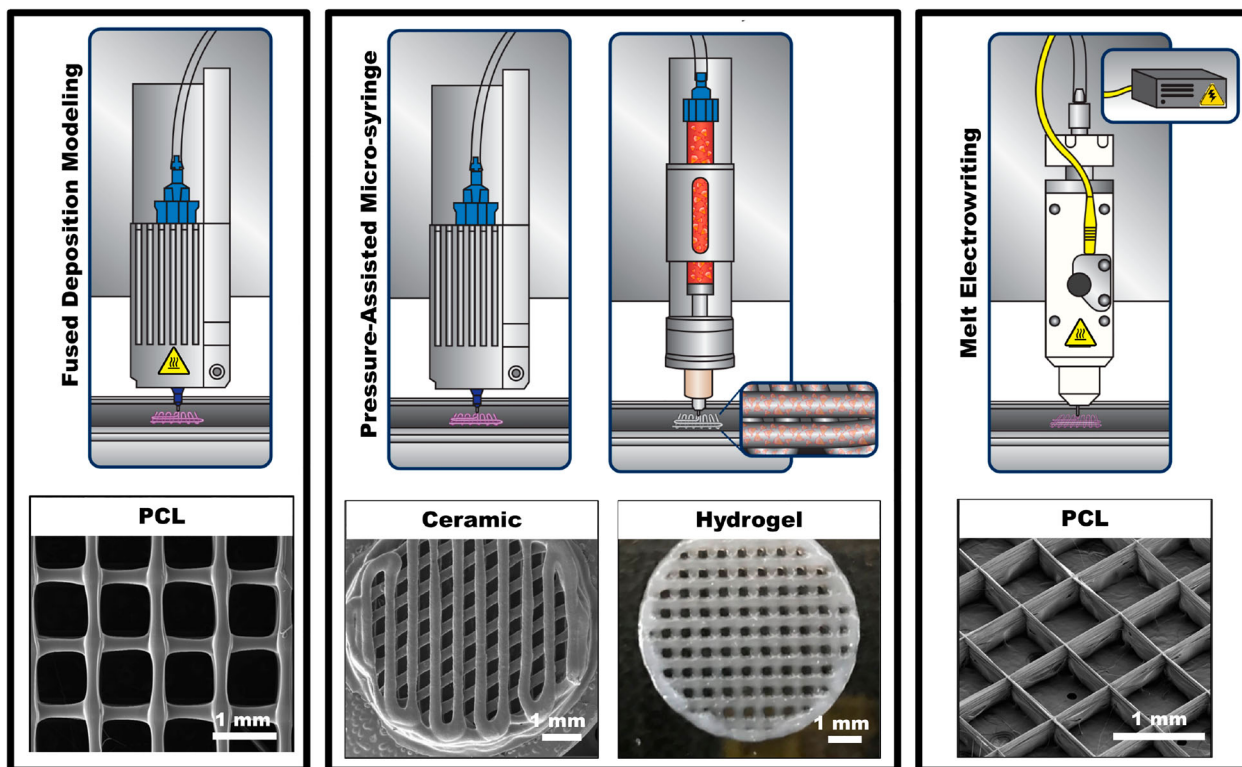 Fused Deposition Modeling
PCL
1 mm
Pressure-Assisted Micro-syringe
Ceramic
1 mm
Hydrogel
1 mm
Melt Electrowriting
PCL
1 mm